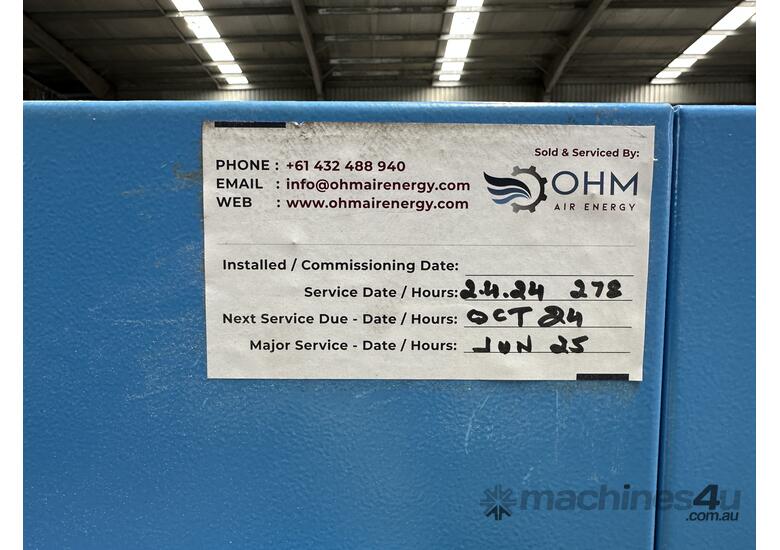 Sold & Serviced By:
PHONE : +61 432 488 940
EMAIL : info@ohmairenergy.com
WEB : www.ohmairenergy.com
OHM
AIR ENERGY
Installed / Commissioning Date:
Service Date / Hours: 2.4.24 278
Next Service Due - Date / Hours: OCT 24
Major Service - Date / Hours: JUN 25
machines4u
.com.au